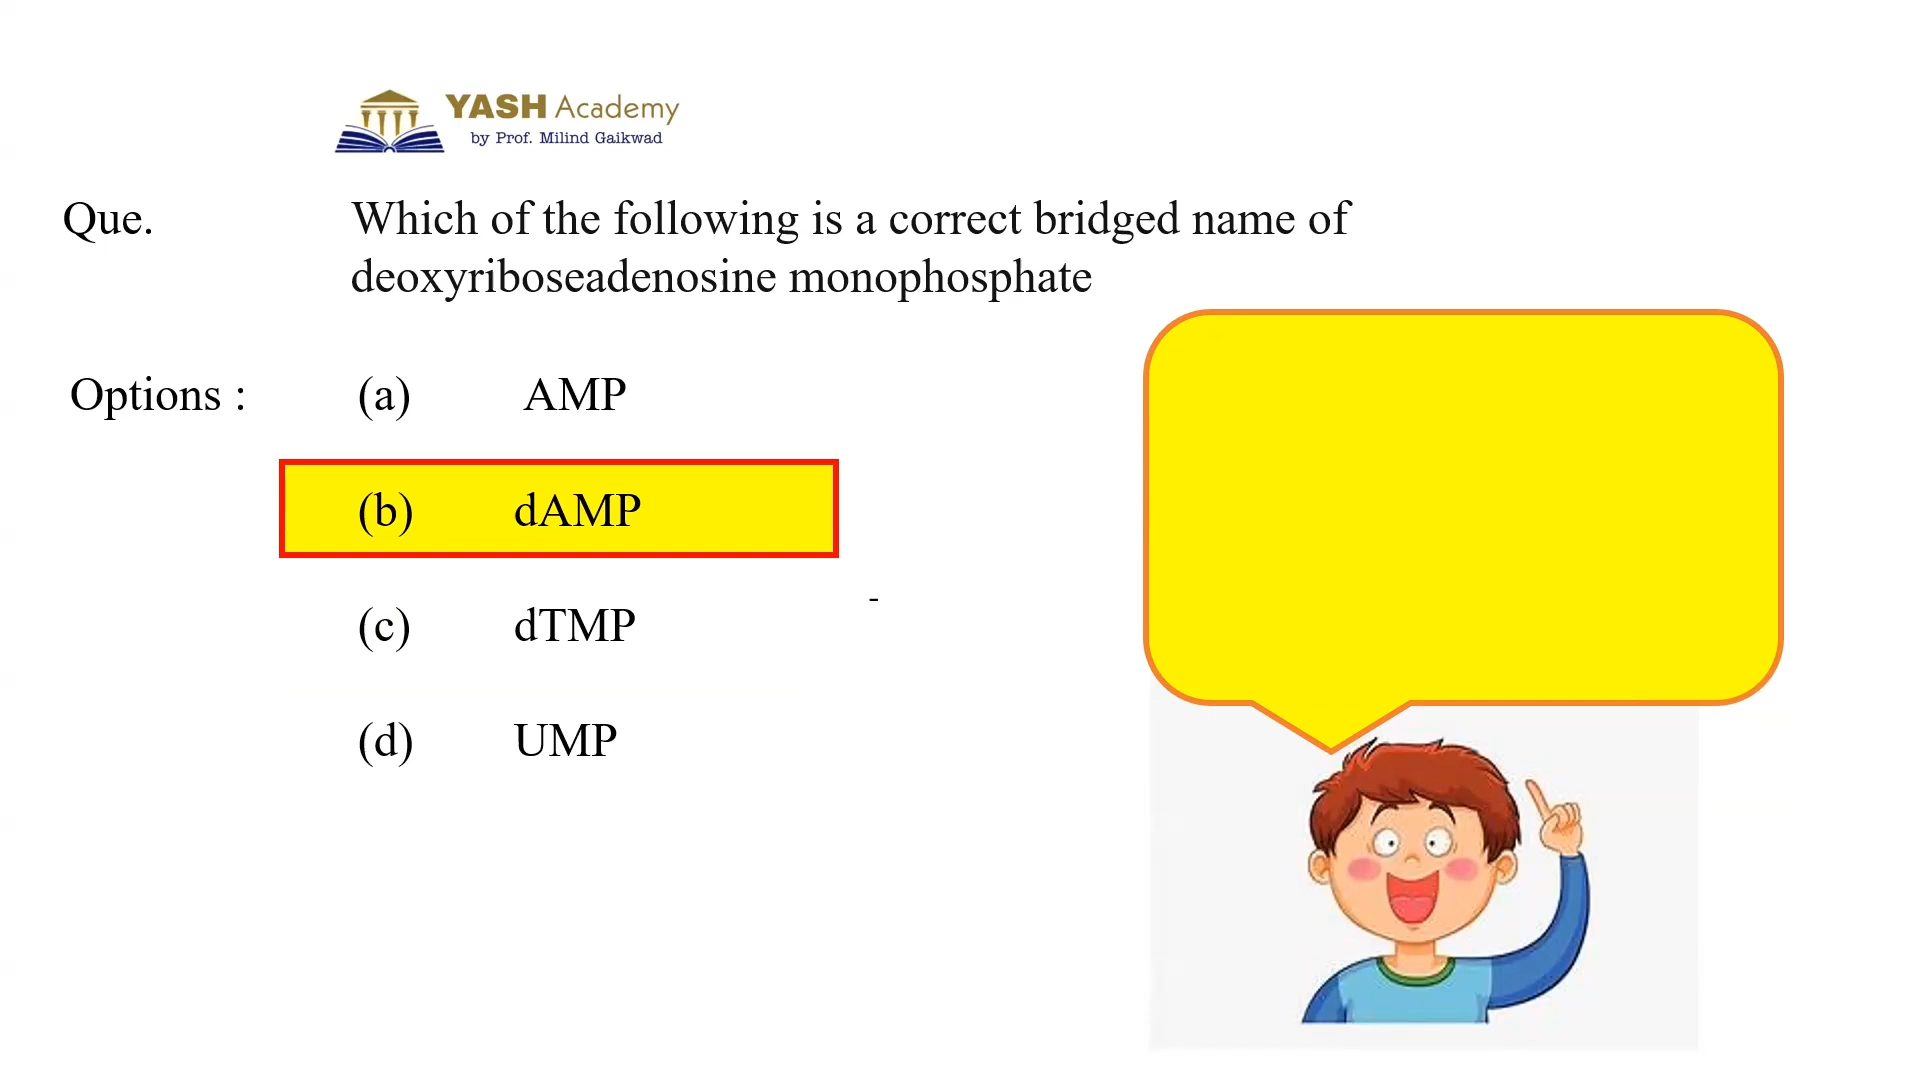 YASH Academy
by Prof. Milind Gaikwad
Que. Which of the following is a correct bridged name of
deoxyriboseadenosine monophosphate
Options : (a) AMP
(b) dAMP
-
(c) dTMP
(d) UMP